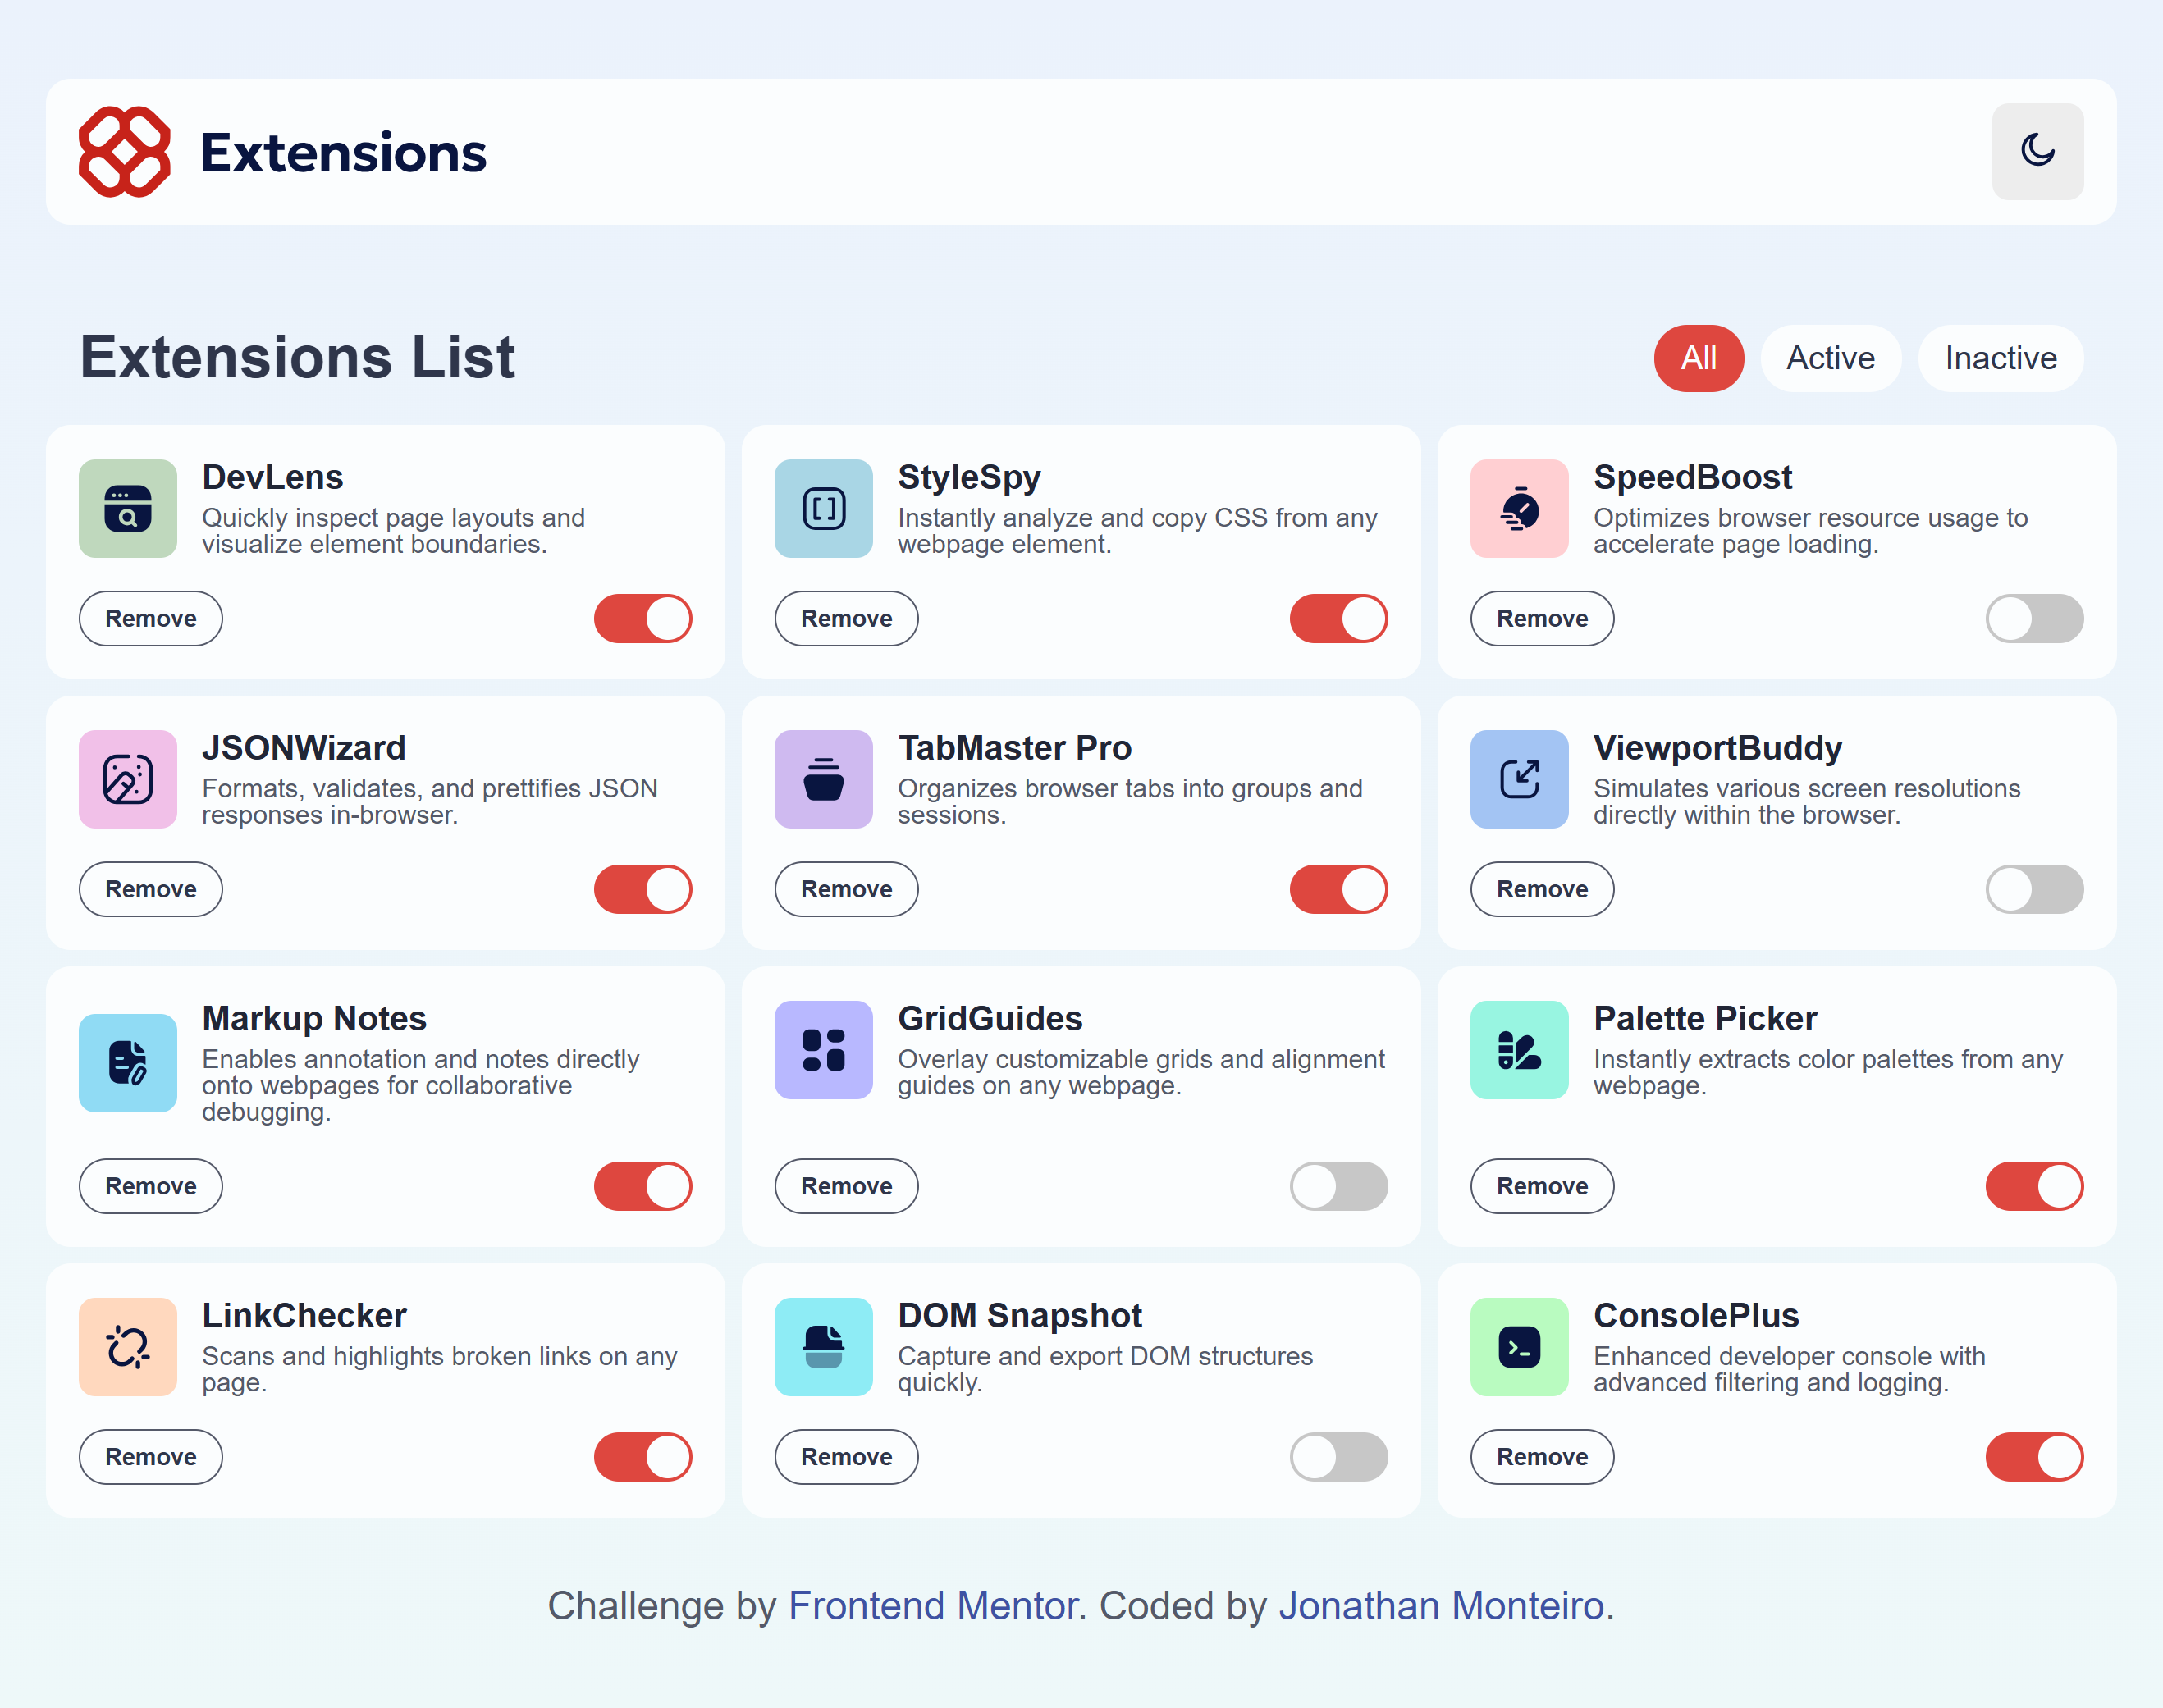 Extensions
Extensions List
All
Active
Inactive
DevLens
Quickly inspect page layouts and
visualize element boundaries.
Remove
StyleSpy
Instantly analyze and copy CSS from any
webpage element.
Remove
SpeedBoost
Optimizes browser resource usage to
accelerate page loading.
Remove
JSONWizard
Formats, validates, and prettifies JSON
responses in-browser.
Remove
TabMaster Pro
Organizes browser tabs into groups and
sessions.
Remove
ViewportBuddy
Simulates various screen resolutions
directly within the browser.
Remove
Markup Notes
Enables annotation and notes directly
onto webpages for collaborative
debugging.
Remove
GridGuides
Overlay customizable grids and alignment
guides on any webpage.
Remove
Palette Picker
Instantly extracts color palettes from any
webpage.
Remove
LinkChecker
Scans and highlights broken links on any
page.
Remove
DOM Snapshot
Capture and export DOM structures
quickly.
Remove
ConsolePlus
Enhanced developer console with
advanced filtering and logging.
Remove
Challenge by Frontend Mentor. Coded by Jonathan Monteiro.